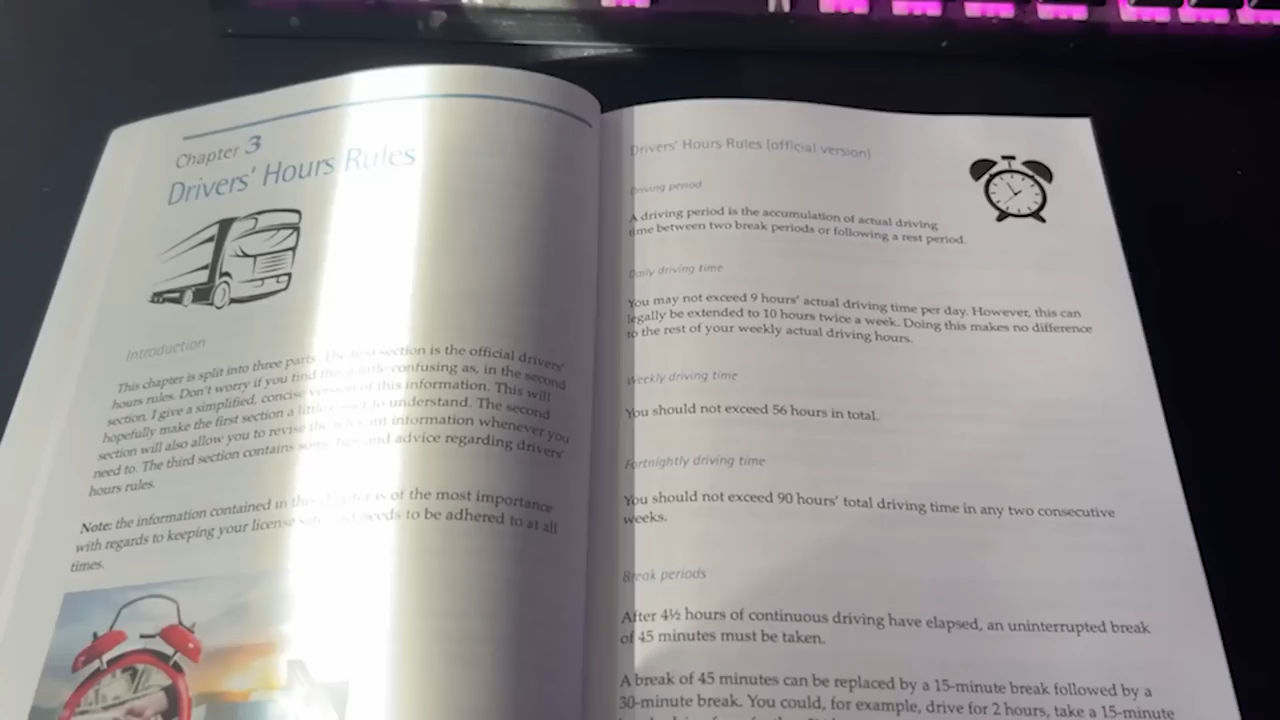 Chapter 3
Drivers' Hours Rules
Introduction
This chapter is split into three parts. The first section is the official drivers'
hours rules. Don't worry if you find this a little confusing as, in the second
section, I give a simplified, concise version of this information. This will
hopefully make the first section a little to understand. The second
section will also allow you to revise the information whenever you
need to. The third section contains some and advice regarding drivers'
hours rules.
Note: the information contained in this chapter is of the most importance
with regards to keeping your license and needs to be adhered to at all
times.
Drivers' Hours Rules (official version)
Driving period
A driving period is the accumulation of actual driving
time between two break periods or following a rest period.
Daily driving time
You may not exceed 9 hours' actual driving time per day. However, this can
legally be extended to 10 hours twice a week. Doing this makes no difference
to the rest of your weekly actual driving hours.
Weekly driving time
You should not exceed 56 hours in total.
Fortnightly driving time
You should not exceed 90 hours' total driving time in any two consecutive
weeks.
Break periods
After 4½ hours of continuous driving have elapsed, an uninterrupted break
of 45 minutes must be taken.
A break of 45 minutes can be replaced by a 15-minute break followed by a
30-minute break. You could, for example, drive for 2 hours, take a 15-minute